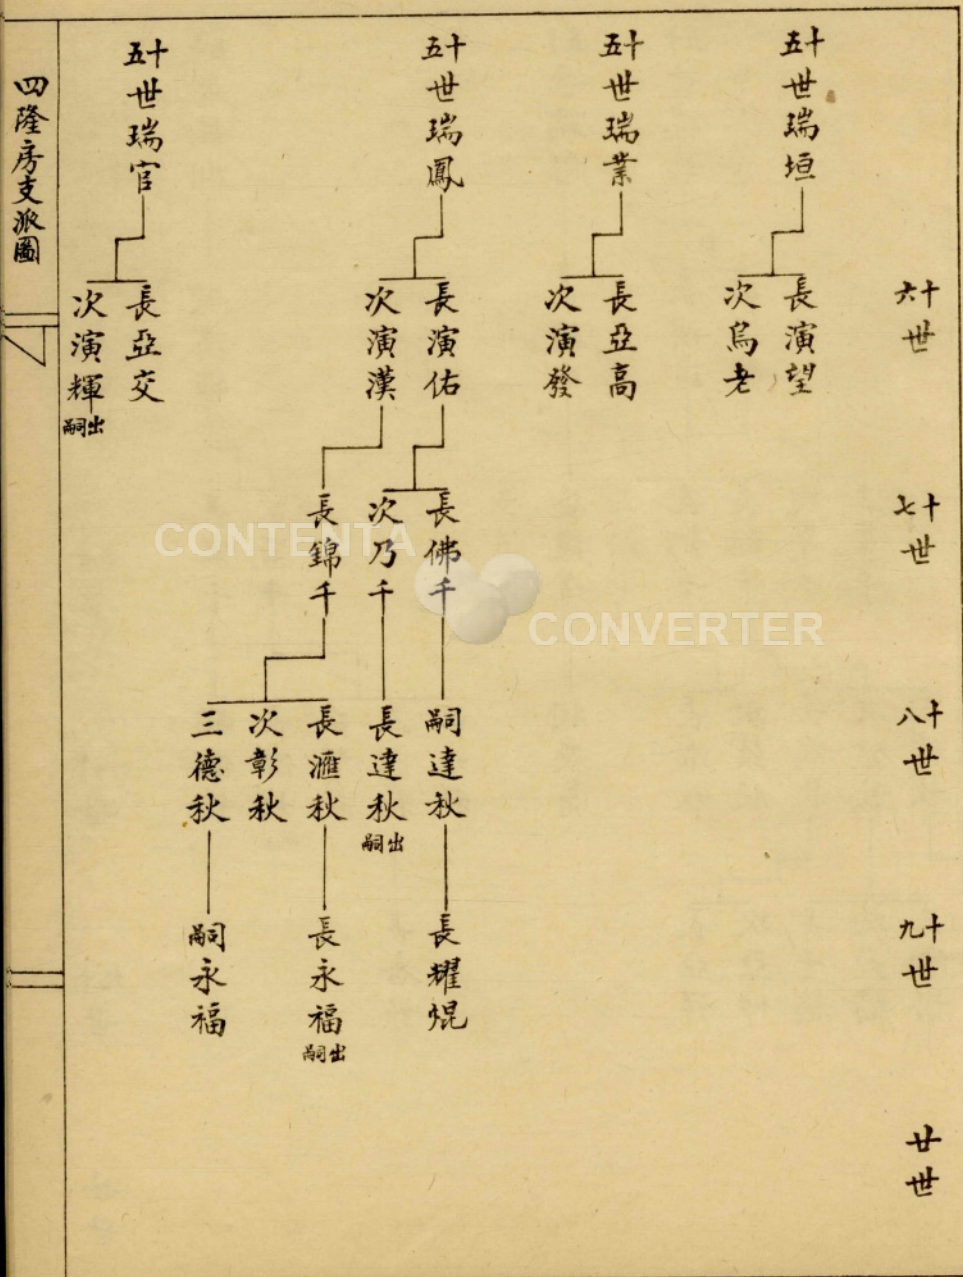 十六世
十七世
十八世
十九世
廿世
十五世瑞垣
長演望
次烏老
十五世瑞業
長亞高
次演發
十五世瑞鳳
長演佑
次演漢
長佛千
次乃千
長錦千
嗣達秋
長達秋出嗣
長滙秋
次彰秋
三德秋
長耀焜
長永福出嗣
嗣永福
十五世瑞官
長亞交
次演輝出嗣
四隆房支派圖
CONTENTA
CONVERTER